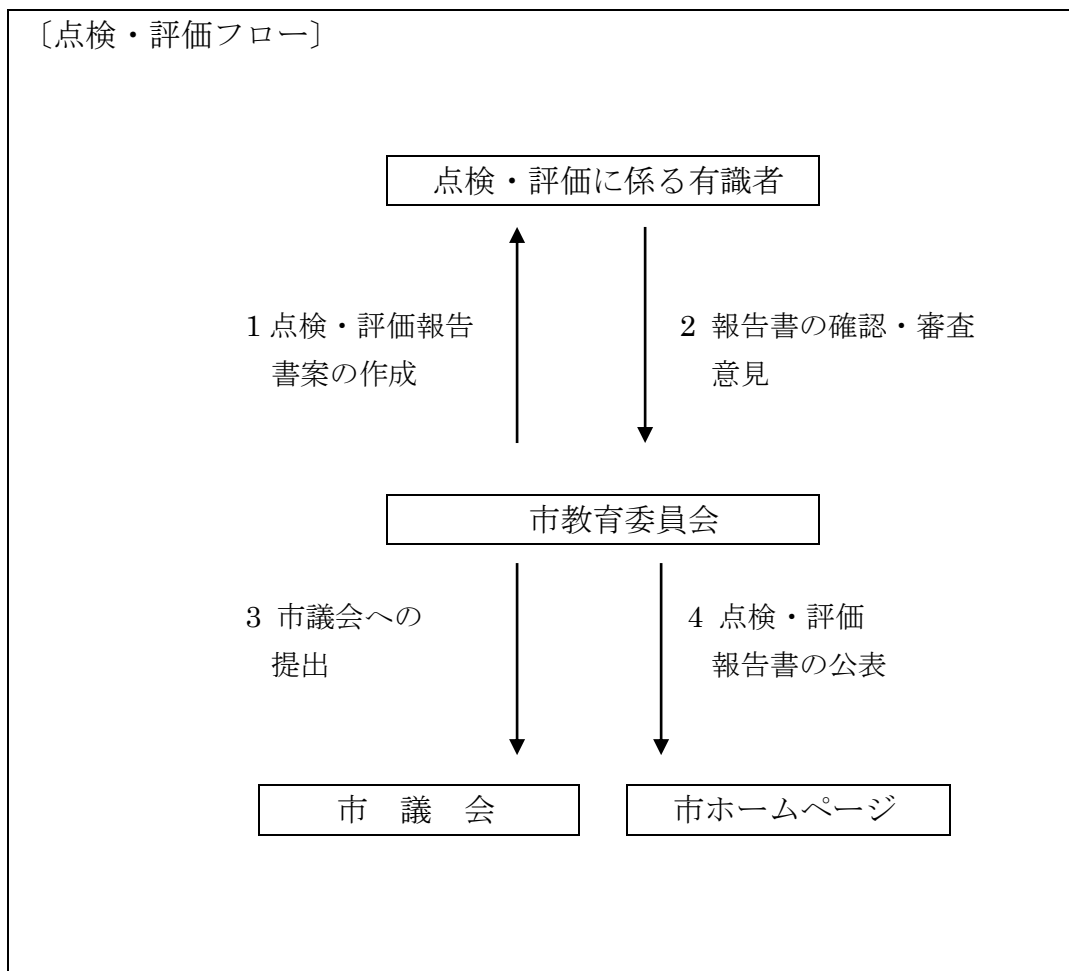 〔点検・評価フロー〕
点検・評価に係る有識者
1 点検・評価報告
書案の作成
2 報告書の確認・審査
意見
市教育委員会
3 市議会への
提出
4 点検・評価
報告書の公表
市　議　会
市ホームページ